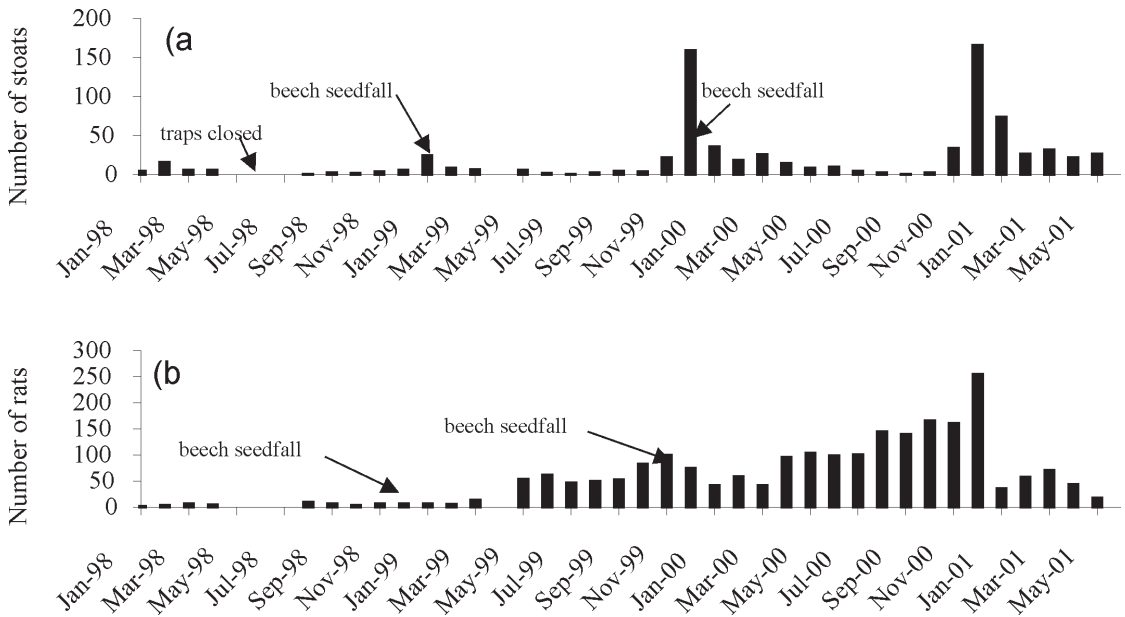 Number of stoats
200
150
100
50
0
(a
beech seedfall
beech seedfall
traps closed
Jan-98
Mar-98
May-98
Jul-98
Sep-98
Nov-98
Jan-99
Mar-99
May-99
Jul-99
Sep-99
Nov-99
Jan-00
Mar-00
May-00
Jul-00
Sep-00
Nov-00
Jan-01
Mar-01
May-01
Number of rats
300
250
200
150
100
50
0
(b
beech seedfall
beech seedfall
Jan-98
Mar-98
May-98
Jul-98
Sep-98
Nov-98
Jan-99
Mar-99
May-99
Jul-99
Sep-99
Nov-99
Jan-00
Mar-00
May-00
Jul-00
Sep-00
Nov-00
Jan-01
Mar-01
May-01